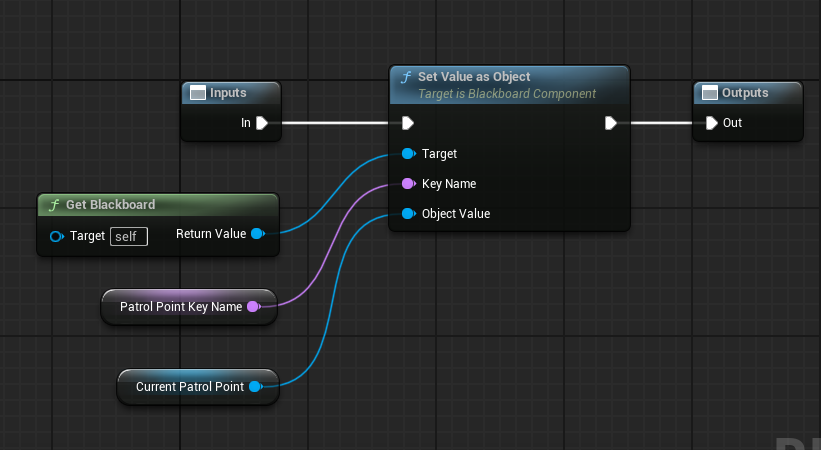 Inputs
In
Set Value as Object
Target is Blackboard Component
Target
Key Name
Object Value
Outputs
Out
Get Blackboard
Target self Return Value
Patrol Point Key Name
Current Patrol Point